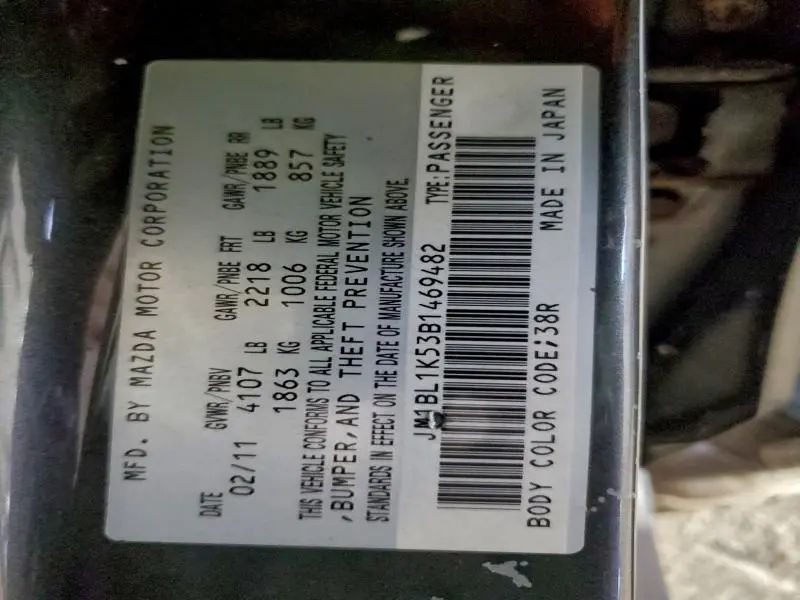 MFD. BY MAZDA MOTOR CORPORATION
DATE GVWR/PNBV GAWR/PNBE FRT GAWR/PNBE RR
02/11 4107 LB 2218 LB 1889 LB
1863 KG 1006 KG 857 KG
THIS VEHICLE CONFORMS TO ALL APPLICABLE FEDERAL MOTOR VEHICLE SAFETY
,BUMPER,AND THEFT PREVENTION
STANDARDS IN EFFECT ON THE DATE OF MANUFACTURE SHOWN ABOVE.
JM1BL1K53B1469482 TYPE:PASSENGER
BODY COLOR CODE;38R MADE IN JAPAN